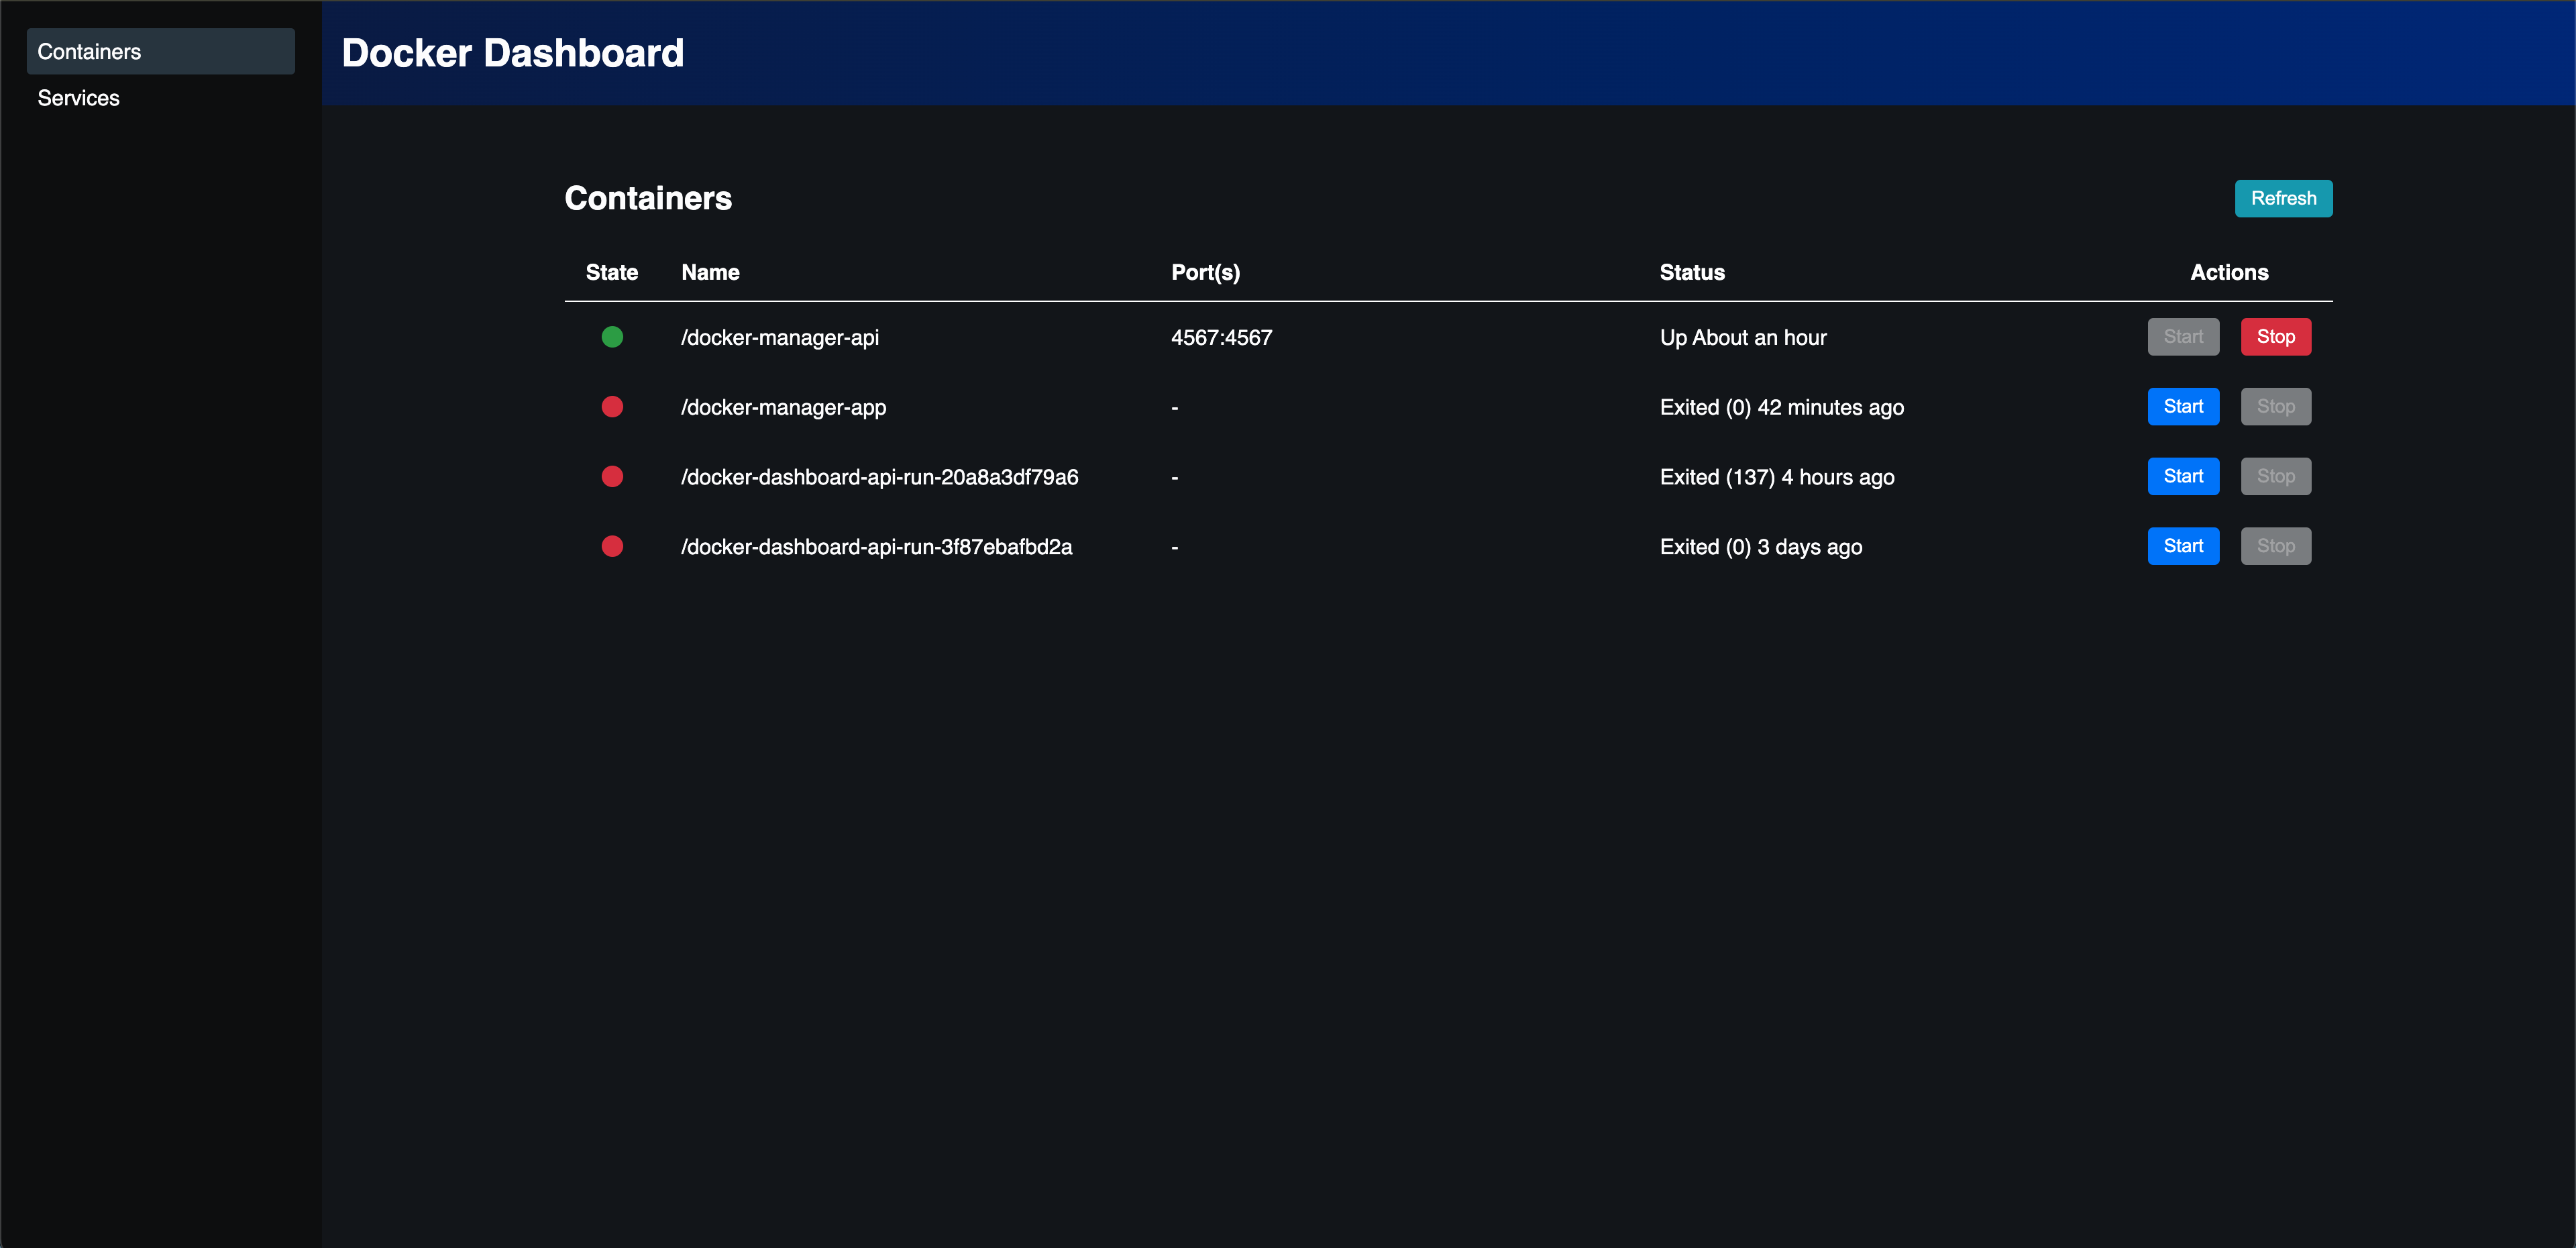 Containers
Services
Docker Dashboard
Containers
Refresh
State Name Port(s) Status Actions
/docker-manager-api 4567:4567 Up About an hour Start Stop
/docker-manager-app - Exited (0) 42 minutes ago Start Stop
/docker-dashboard-api-run-20a8a3df79a6 - Exited (137) 4 hours ago Start Stop
/docker-dashboard-api-run-3f87ebafbd2a - Exited (0) 3 days ago Start Stop